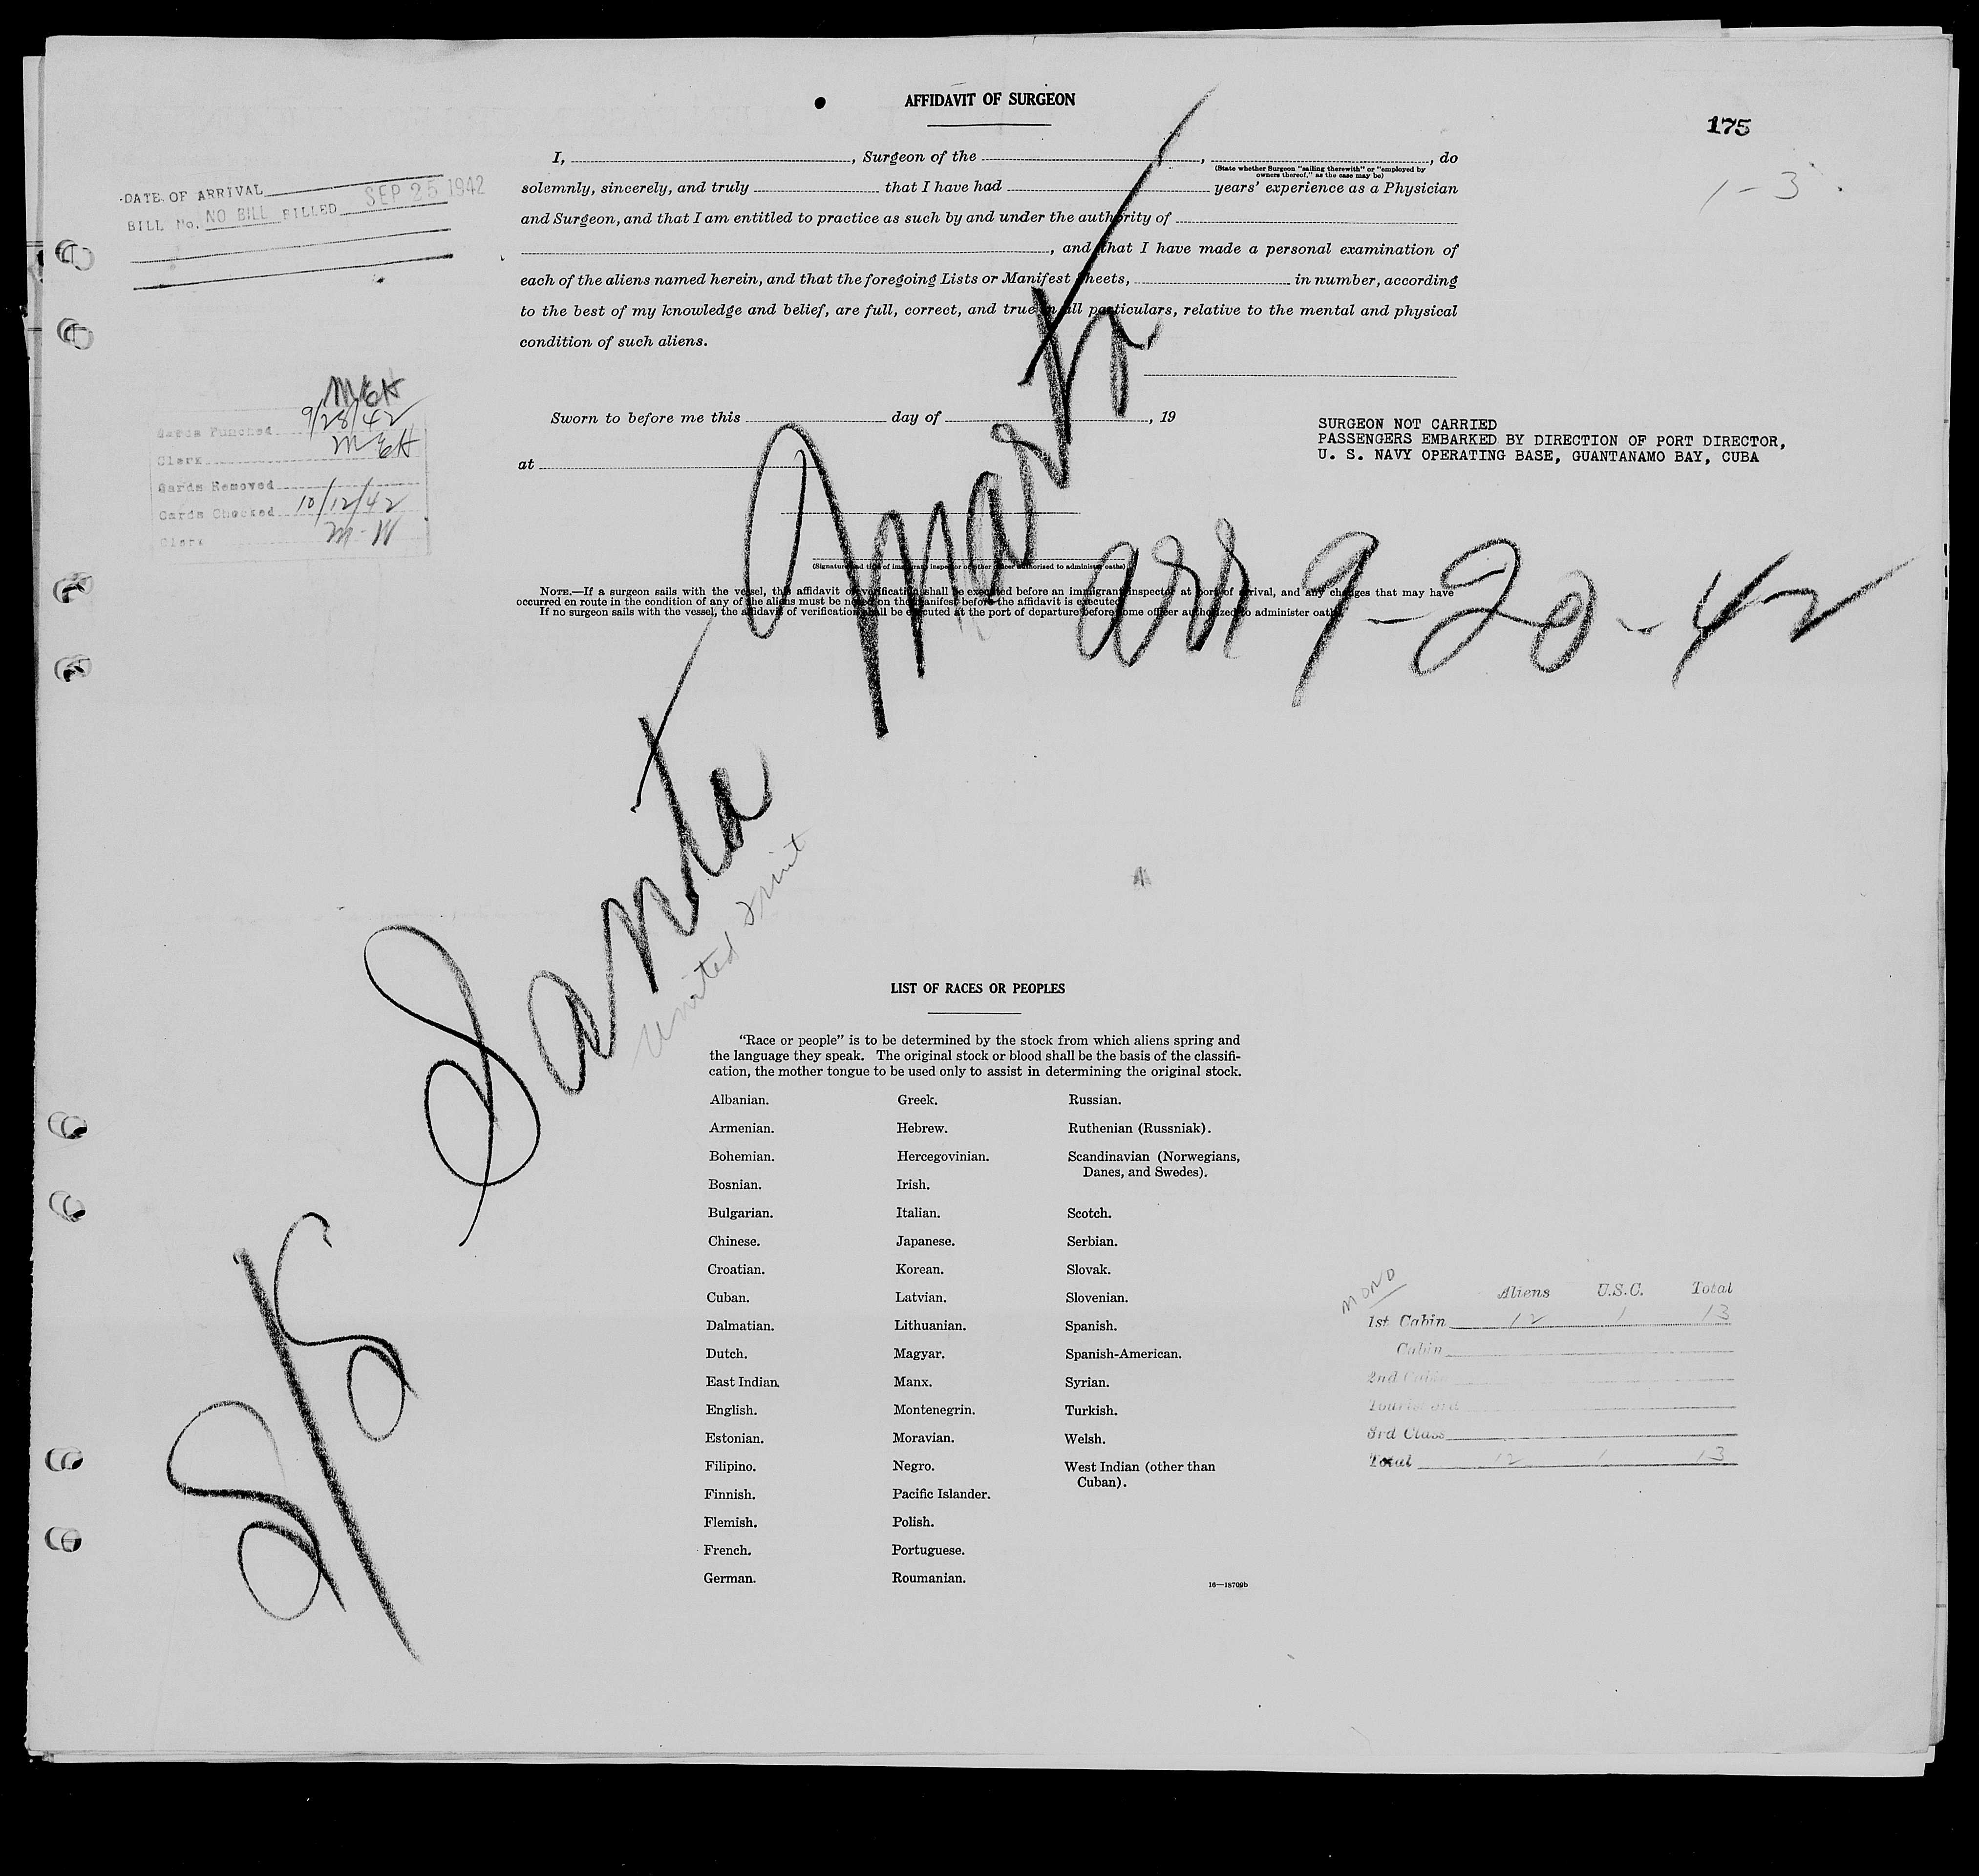 AFFIDAVIT OF SURGEON
175
1-3
I, , Surgeon of the , , do
(State whether Surgeon "sailing therewith" or "employed by
owners thereof," as the case may be)
solemnly, sincerely, and truly that I have had years' experience as a Physician
and Surgeon, and that I am entitled to practice as such by and under the authority of
, and that I have made a personal examination of
each of the aliens named herein, and that the foregoing Lists or Manifest Sheets, in number, according
to the best of my knowledge and belief, are full, correct, and true in all particulars, relative to the mental and physical
condition of such aliens.
DATE OF ARRIVAL
SEP 25 1942
BILL No. NO BILL BILLED
MEH
Cards Punched 9/28/42
Clerk MEH
Cards Removed
Cards Checked 10/12/42
Clerk
Sworn to before me this day of , 19
at
SURGEON NOT CARRIED
PASSENGERS EMBARKED BY DIRECTION OF PORT DIRECTOR,
U. S. NAVY OPERATING BASE, GUANTANAMO BAY, CUBA
(Signature and title of immigrant inspector or other officer authorised to administer oaths)
NOTE.—If a surgeon sails with the vessel, this affidavit of verification shall be executed before an immigrant inspector at port of arrival, and any changes that may have
occurred en route in the condition of any of the aliens must be noted on the manifest before the affidavit is executed.
If no surgeon sails with the vessel, the affidavit of verification shall be executed at the port of departure before some officer authorized to administer oaths.
S/S Santa Marta
arr 9-20-42
United
LIST OF RACES OR PEOPLES
"Race or people" is to be determined by the stock from which aliens spring and
the language they speak. The original stock or blood shall be the basis of the classifi-
cation, the mother tongue to be used only to assist in determining the original stock.
Albanian.
Armenian.
Bohemian.
Bosnian.
Bulgarian.
Chinese.
Croatian.
Cuban.
Dalmatian.
Dutch.
East Indian.
English.
Estonian.
Filipino.
Finnish.
Flemish.
French.
German.
Greek.
Hebrew.
Hercegovinian.
Irish.
Italian.
Japanese.
Korean.
Latvian.
Lithuanian.
Magyar.
Manx.
Montenegrin.
Moravian.
Negro.
Pacific Islander.
Polish.
Portuguese.
Roumanian.
Russian.
Ruthenian (Russniak).
Scandinavian (Norwegians,
Danes, and Swedes).
Scotch.
Serbian.
Slovak.
Slovenian.
Spanish.
Spanish-American.
Syrian.
Turkish.
Welsh.
West Indian (other than
Cuban).
16—18709b
MONO
Aliens U.S.C. Total
1st Cabin 12 1 13
Cabin
2nd Cabin
Tourist 3rd
3rd Class
Total 12 1 13